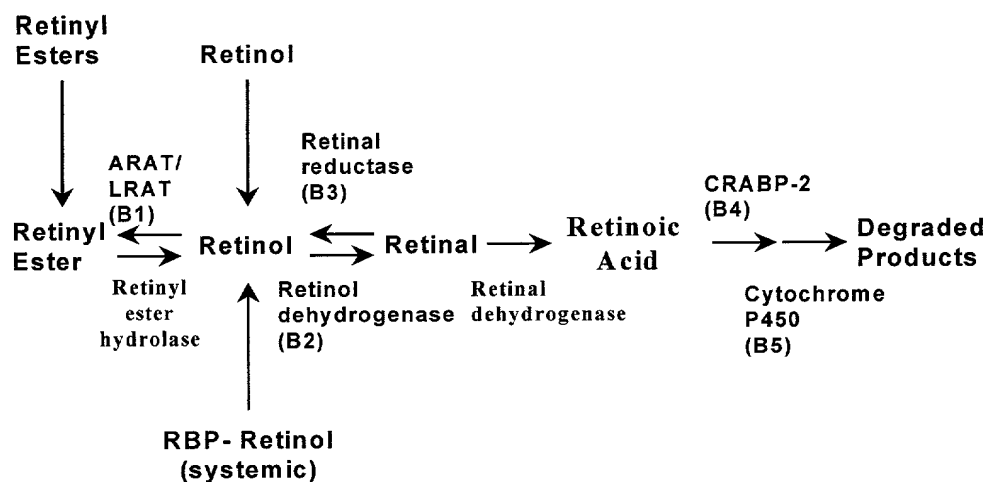 Retinyl
Esters
Retinol
ARAT/
LRAT
(B1)
Retinal
reductase
(B3)
CRABP-2
(B4)
Retinyl
Ester
Retinol
Retinal
Retinoic
Acid
Degraded
Products
Retinyl
ester
hydrolase
Retinol
dehydrogenase
(B2)
Retinal
dehydrogenase
Cytochrome
P450
(B5)
RBP- Retinol
(systemic)